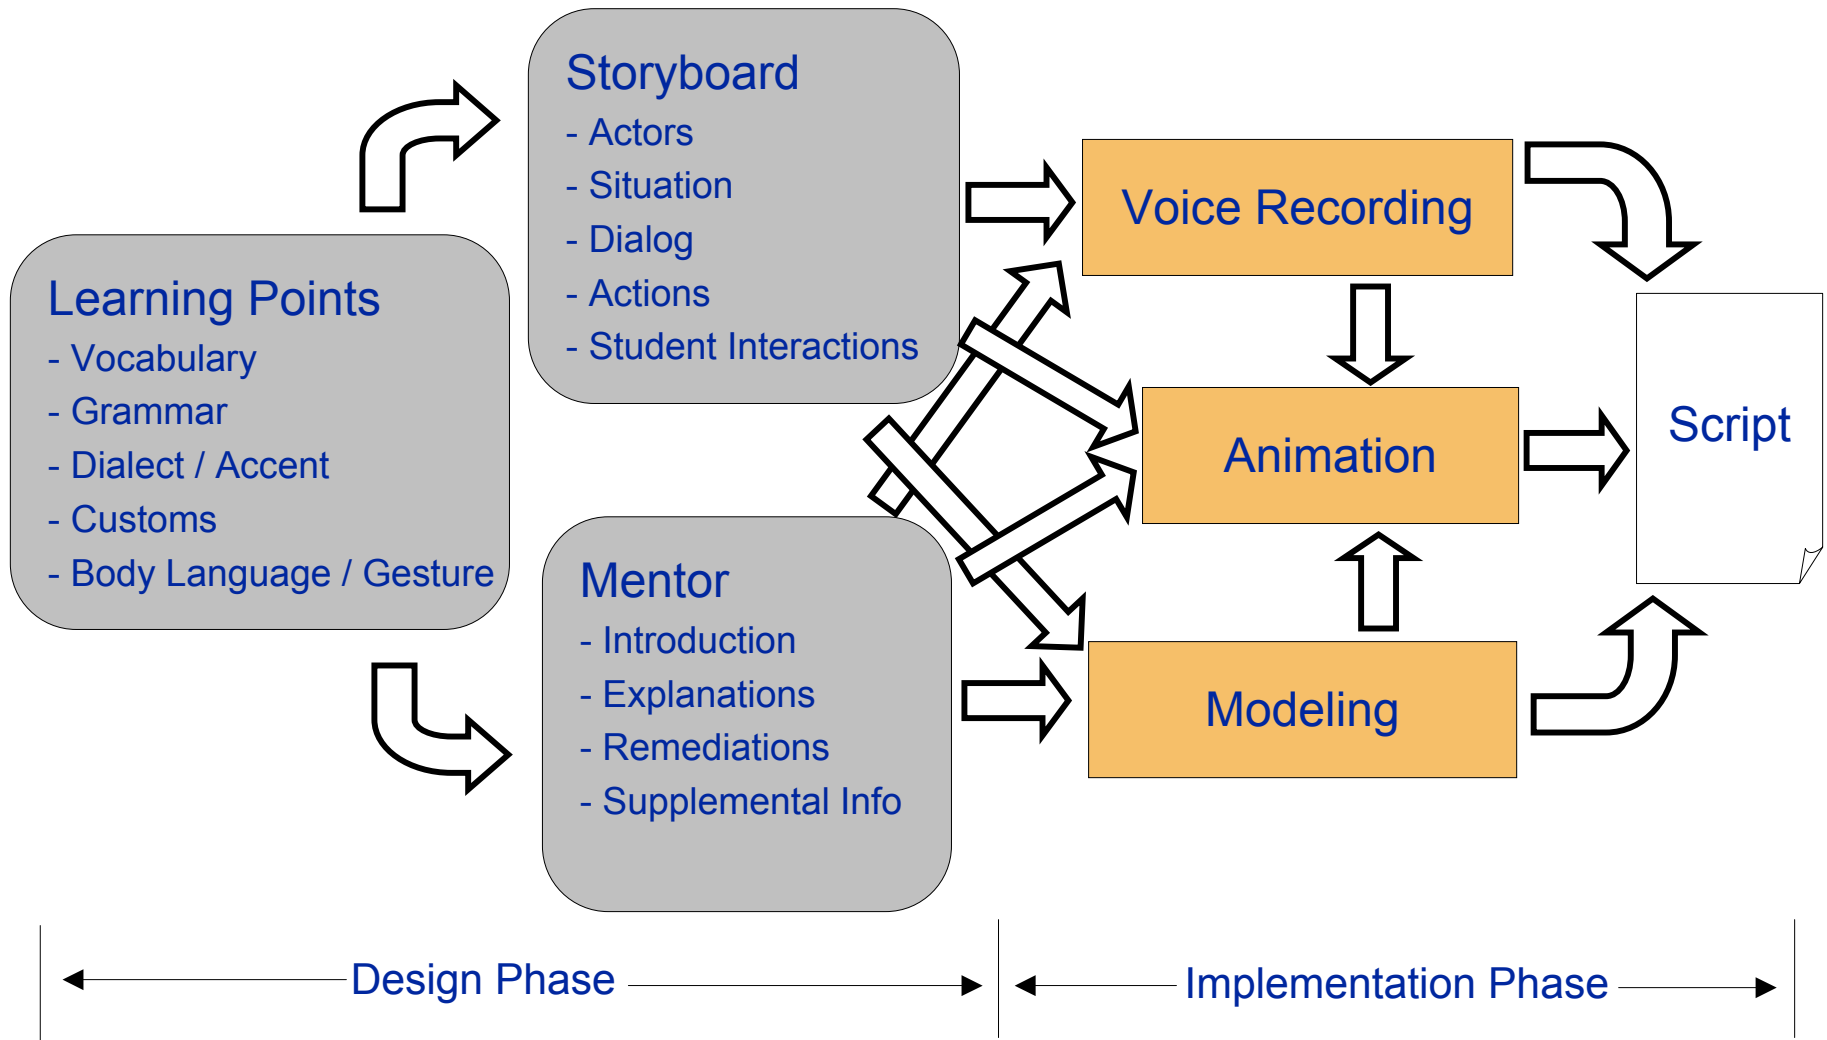 Storyboard
- Actors
- Situation
- Dialog
- Actions
- Student Interactions
Learning Points
- Vocabulary
- Grammar
- Dialect / Accent
- Customs
- Body Language / Gesture
Mentor
- Introduction
- Explanations
- Remediations
- Supplemental Info
Voice Recording
Animation
Modeling
Script
Design Phase
Implementation Phase